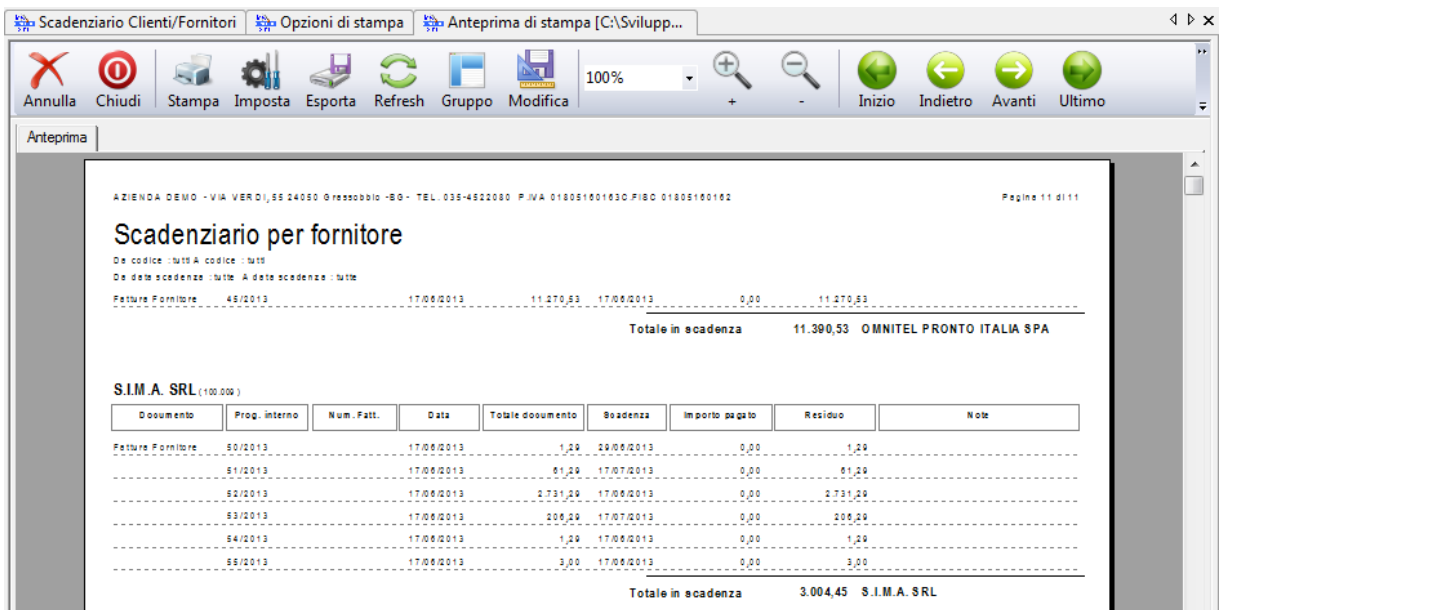 Scadenziario Clienti/Fornitori Opzioni di stampa Anteprima di stampa [C:\Svilupp...
Annulla Chiudi Stampa Imposta Esporta Refresh Gruppo Modifica 100% + - Inizio Indietro Avanti Ultimo
Anteprima
AZIENDA DEMO - VIA VERDI,55 24050 Grassobbio -BG- TEL. 035-4522080 P.IVA 01805160163C.FISC 01805160162 Pagina 11 di 11
Scadenziario per fornitore
Da codice : tutti A codice : tutti
Da data scadenza : tutte A data scadenza : tutte
Fattura Fornitore 45/2013 17/06/2013 11.270,53 17/06/2013 0,00 11.270,53
Totale in scadenza 11.390,53 OMNITEL PRONTO ITALIA SPA
S.I.M.A. SRL ( 100.009 )
Documento Prog. interno Num. Fatt. Data Totale documento Scadenza Importo pagato Residuo Note
Fattura Fornitore 50/2013 17/06/2013 1,29 29/06/2013 0,00 1,29
51/2013 17/06/2013 61,29 17/07/2013 0,00 61,29
52/2013 17/06/2013 2.731,29 17/06/2013 0,00 2.731,29
53/2013 17/06/2013 206,29 17/07/2013 0,00 206,29
54/2013 17/06/2013 1,29 17/06/2013 0,00 1,29
55/2013 17/06/2013 3,00 17/06/2013 0,00 3,00
Totale in scadenza 3.004,45 S.I.M.A. SRL